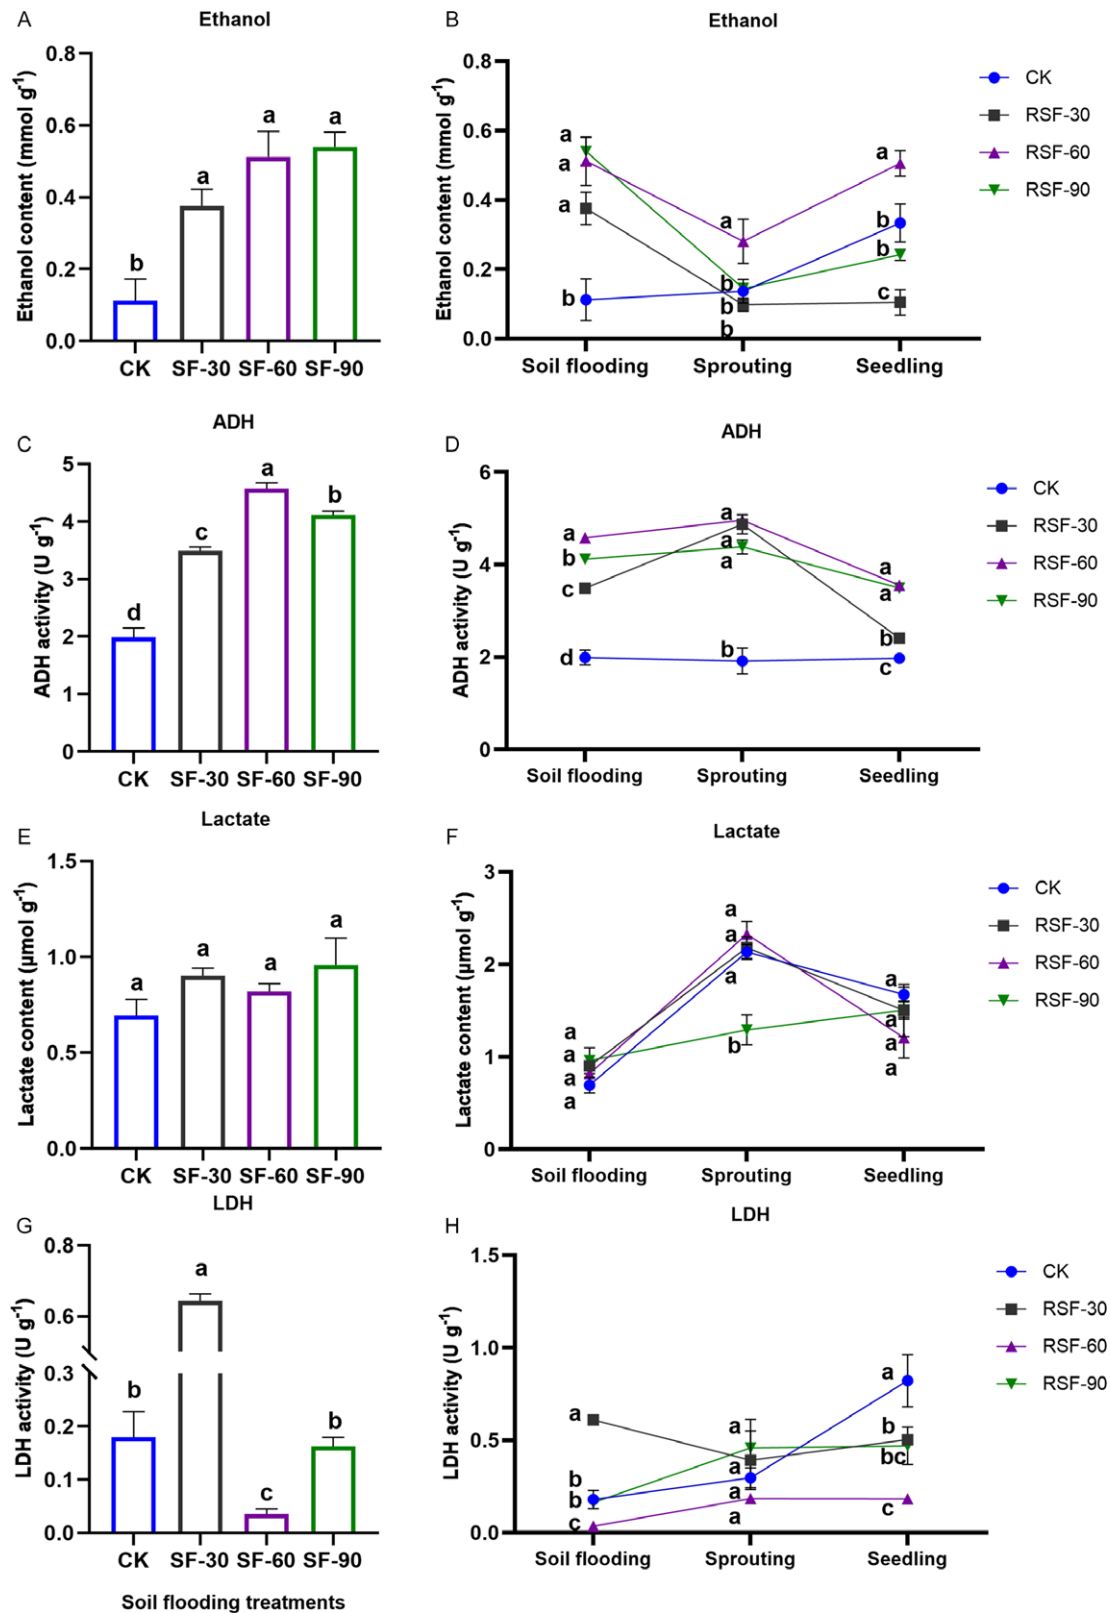 A
Ethanol
Ethanol content (mmol g-1)
0.8
0.6
0.4
0.2
0.0
b
a
a
a
CK SF-30 SF-60 SF-90
B
Ethanol
Ethanol content (mmol g-1)
0.8
0.6
0.4
0.2
0.0
a
a
a
b
a
b
b
b
a
b
b
c
Soil flooding Sprouting Seedling
CK
RSF-30
RSF-60
RSF-90
C
ADH
ADH activity (U g-1)
5
4
3
2
1
0
d
c
a
b
CK SF-30 SF-60 SF-90
D
ADH
ADH activity (U g-1)
6
4
2
0
a
b
c
d
a
a
a
b
a
a
b
c
Soil flooding Sprouting Seedling
CK
RSF-30
RSF-60
RSF-90
E
Lactate
Lactate content (μmol g-1)
1.5
1.0
0.5
0.0
a
a
a
a
CK SF-30 SF-60 SF-90
F
Lactate
Lactate content (μmol g-1)
3
2
1
0
a
a
a
a
a
a
a
b
a
a
a
a
Soil flooding Sprouting Seedling
CK
RSF-30
RSF-60
RSF-90
G
LDH
LDH activity (U g-1)
0.8
0.6
0.3
0.2
0.1
0.0
b
a
c
b
CK SF-30 SF-60 SF-90
Soil flooding treatments
H
LDH
LDH activity (U g-1)
1.5
1.0
0.5
0.0
a
b
b
c
a
a
a
a
a
b
bc
c
Soil flooding Sprouting Seedling
CK
RSF-30
RSF-60
RSF-90